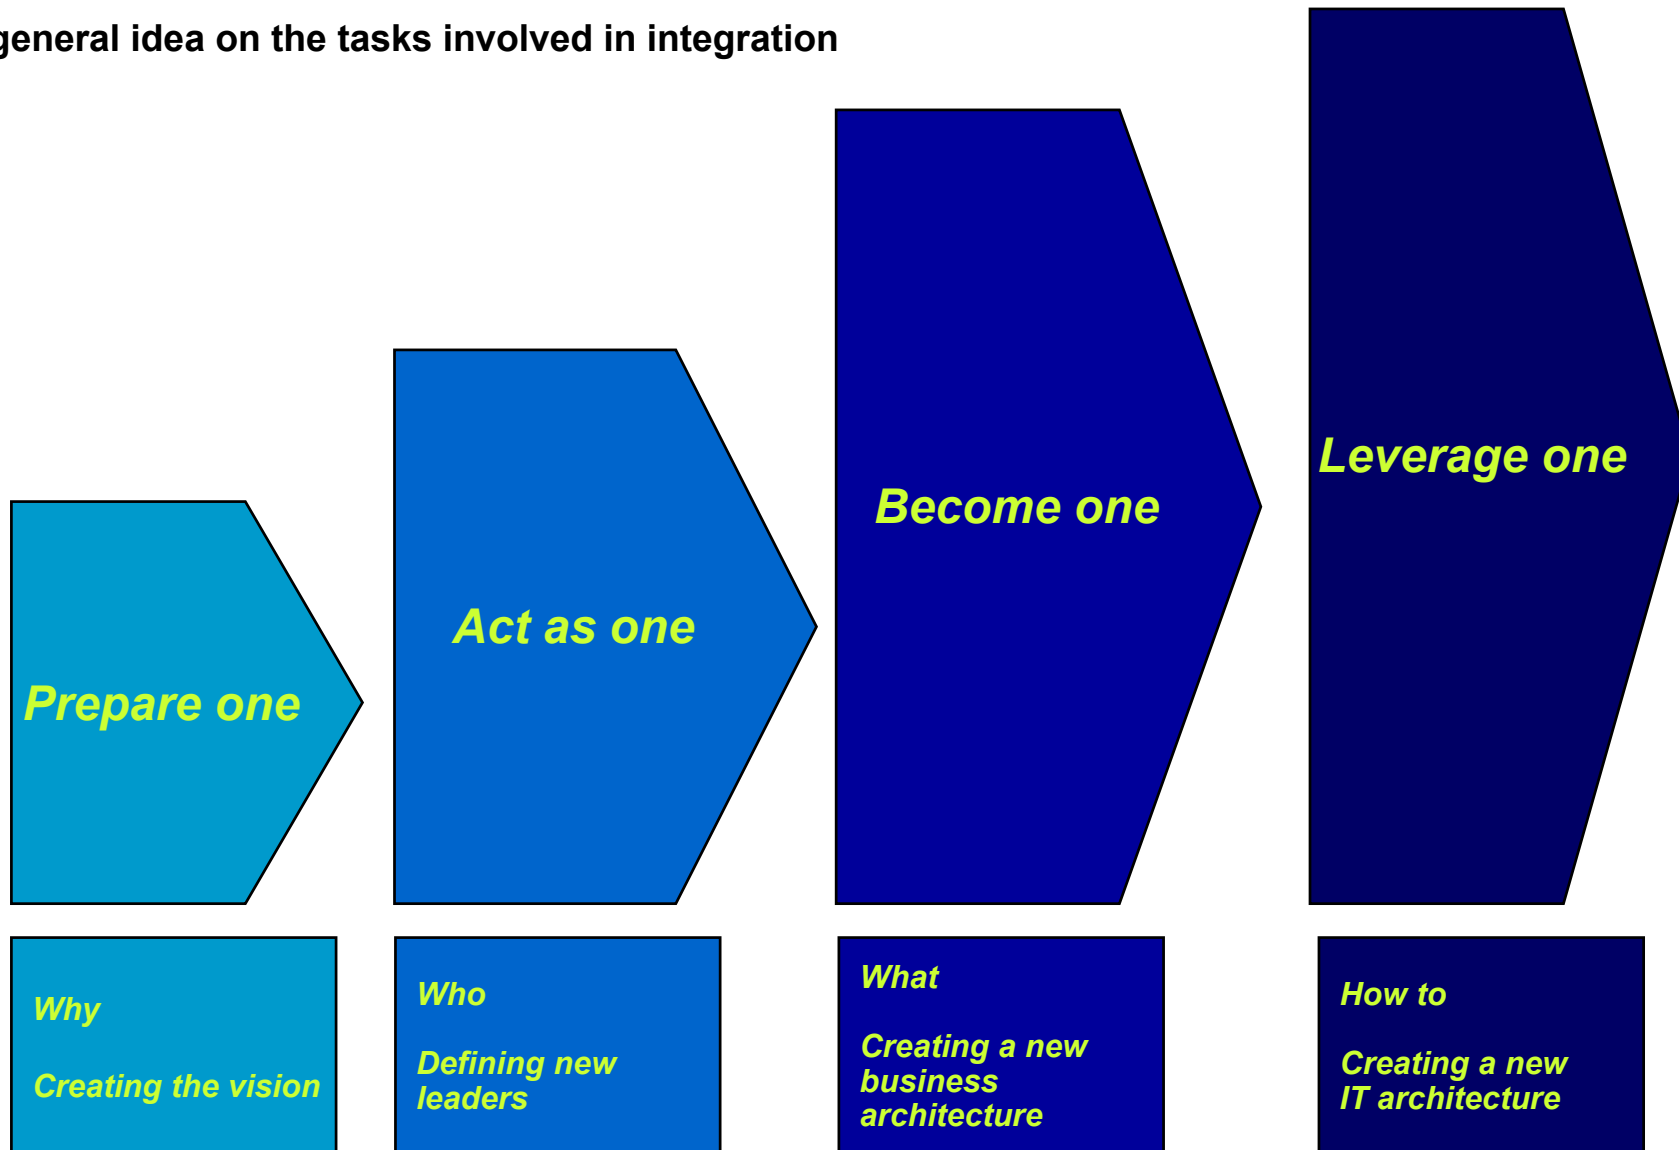 general idea on the tasks involved in integration
Prepare one
Act as one
Become one
Leverage one
Why
Creating the vision
Who
Defining new
leaders
What
Creating a new
business
architecture
How to
Creating a new
IT architecture